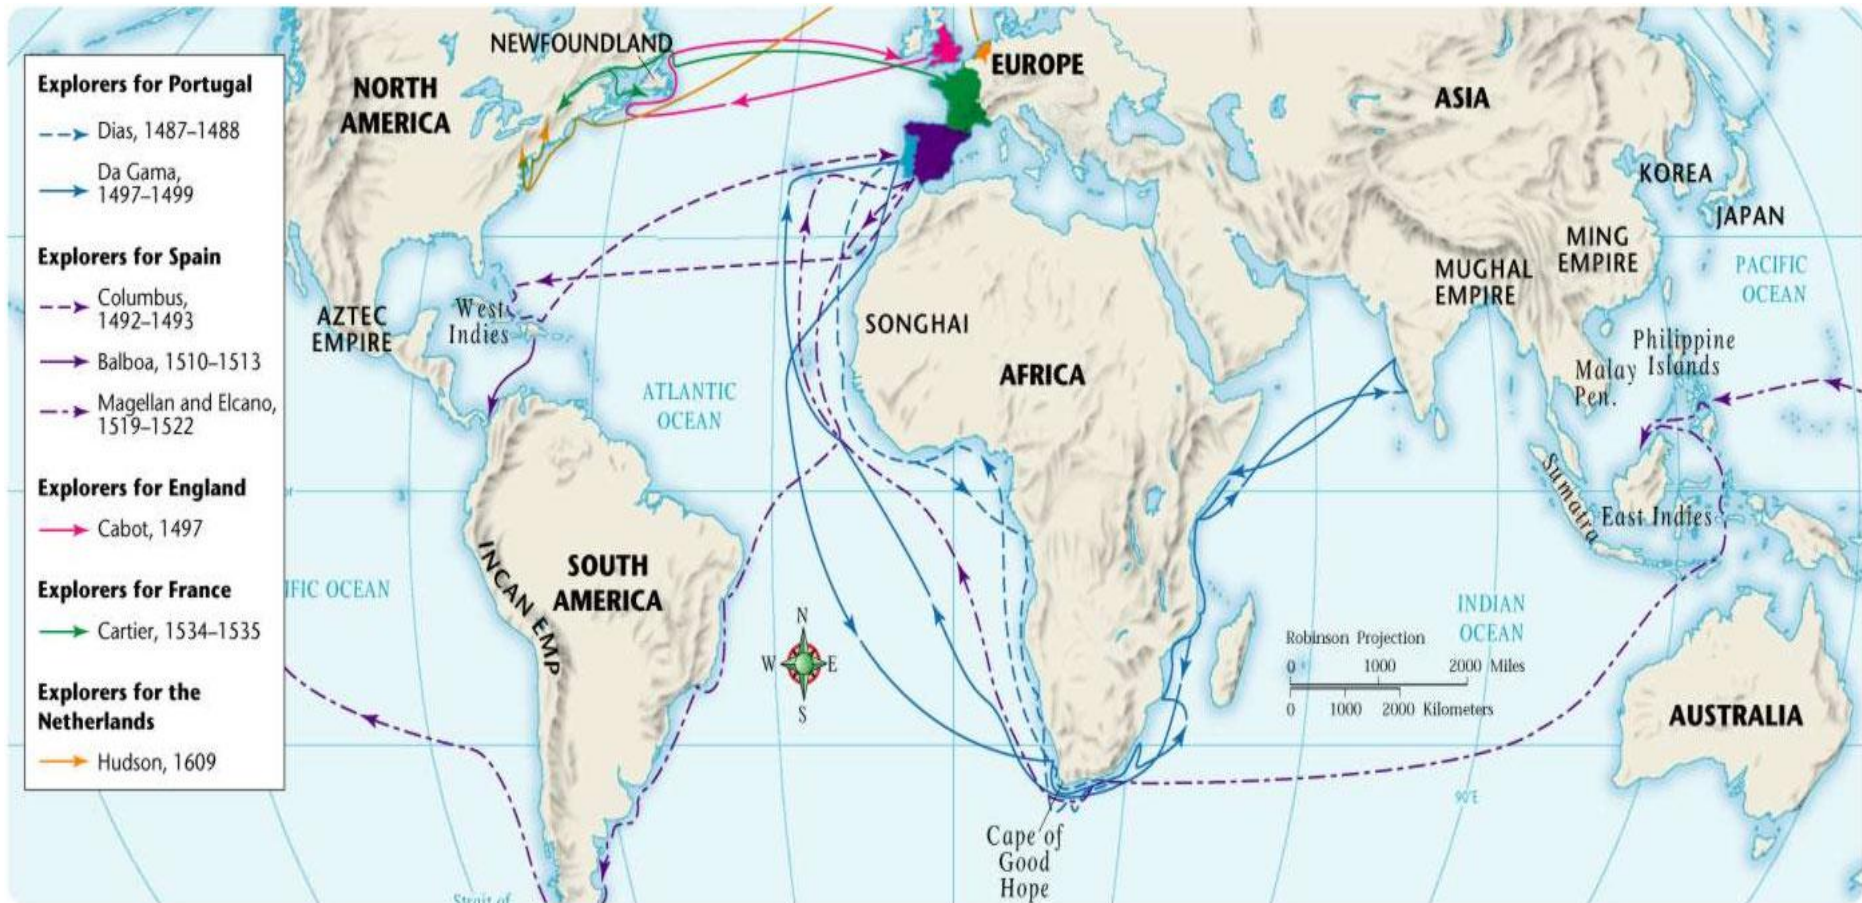 Explorers for Portugal
Dias, 1487–1488
Da Gama,
1497–1499
Explorers for Spain
Columbus,
1492–1493
Balboa, 1510–1513
Magellan and Elcano,
1519–1522
Explorers for England
Cabot, 1497
Explorers for France
Cartier, 1534–1535
Explorers for the
Netherlands
Hudson, 1609
NEWFOUNDLAND
NORTH
AMERICA
EUROPE
ASIA
KOREA
JAPAN
MING
EMPIRE
MUGHAL
EMPIRE
PACIFIC
OCEAN
AZTEC
EMPIRE
West
Indies
SONGHAI
AFRICA
ATLANTIC
OCEAN
Philippine
Islands
Malay
Pen.
Sumatra
East Indies
INCAN EMP
SOUTH
AMERICA
IFIC OCEAN
N
W E
S
INDIAN
OCEAN
Robinson Projection
0 1000 2000 Miles
0 1000 2000 Kilometers
AUSTRALIA
90°E
Cape of
Good
Hope
Strait of